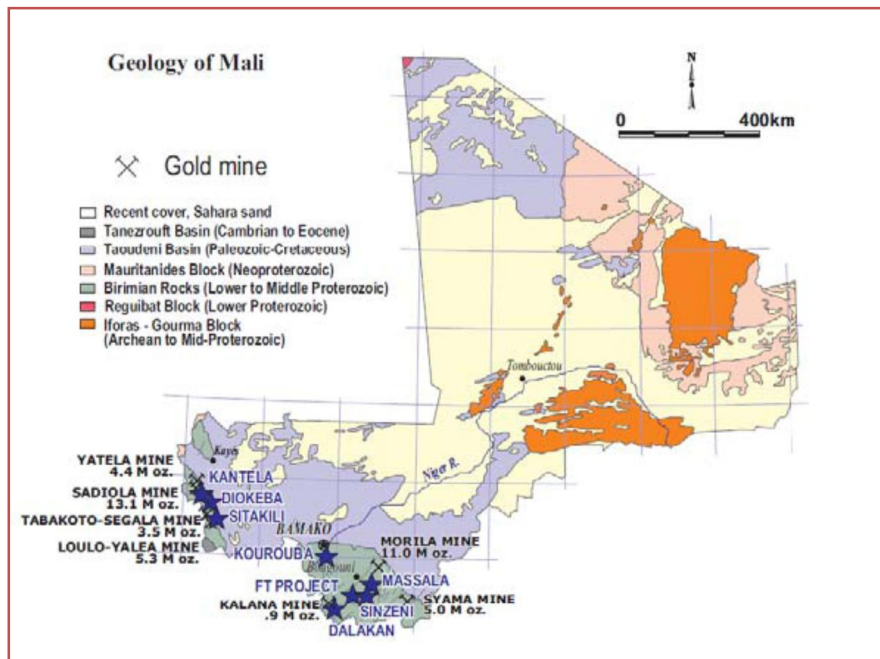 Geology of Mali
N
0 400km
Gold mine
Recent cover, Sahara sand
Tanezrouft Basin (Cambrian to Eocene)
Taoudeni Basin (Paleozoic-Cretaceous)
Mauritanides Block (Neoproterozoic)
Birimian Rocks (Lower to Middle Proterozoic)
Reguibat Block (Lower Proterozoic)
Iforas - Gourma Block
(Archean to Mid-Proterozoic)
Tombouctou
Niger R.
Kayes
YATELA MINE
4.4 M oz.
KANTELA
SADIOLA MINE
13.1 M oz.
DIOKEBA
TABAKOTO-SEGALA MINE
3.5 M oz.
SITAKILI
LOULO-YALEA MINE
5.3 M oz.
BAMAKO
KOUROUBA
MORILA MINE
11.0 M oz.
Bougouni
FT PROJECT
MASSALA
KALANA MINE
.9 M oz.
SINZENI
SYAMA MINE
5.0 M oz.
DALAKAN